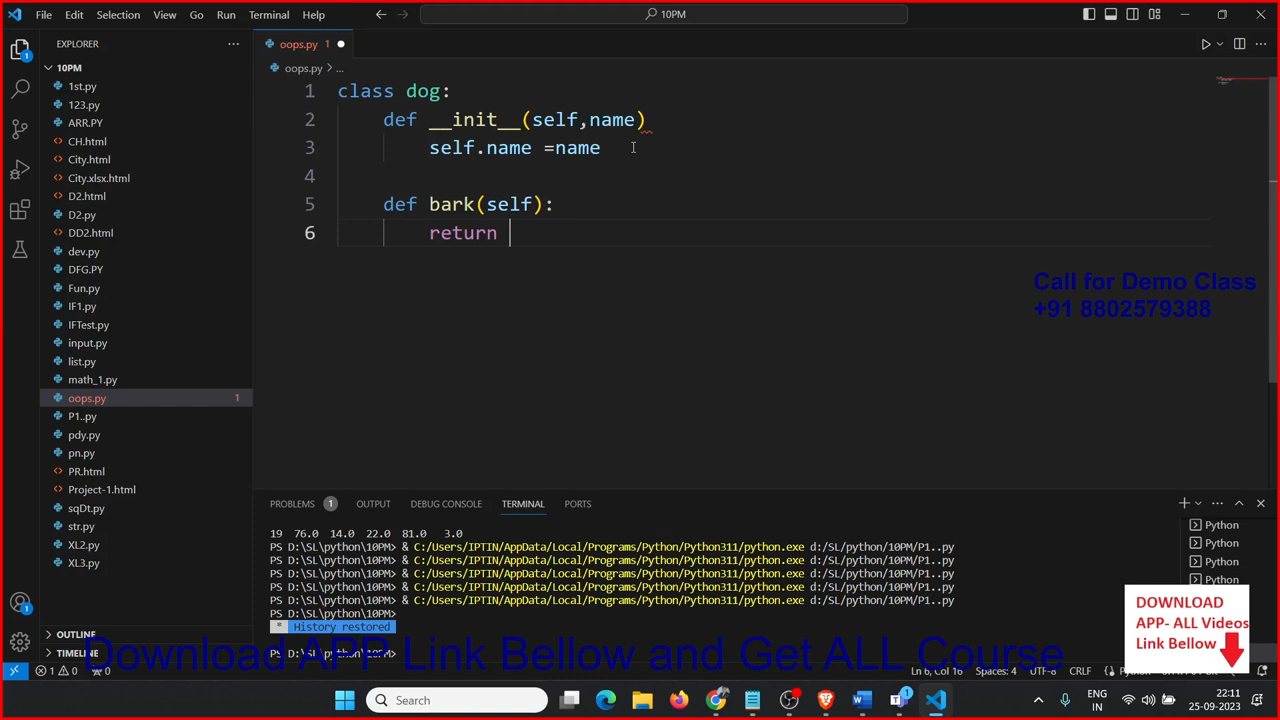 File Edit Selection View Go Run Terminal Help
10PM
EXPLORER
10PM
1st.py
123.py
ARR.PY
CH.html
City.html
City.xlsx.html
D2.html
D2.py
DD2.html
dev.py
DFG.PY
Fun.py
IF1.py
IFTest.py
input.py
list.py
math_1.py
oops.py 1
P1..py
pdy.py
pn.py
PR.html
Project-1.html
sqDt.py
str.py
XL2.py
XL3.py
OUTLINE
TIMELINE
oops.py 1
oops.py > ...
1 class dog:
2 def __init__(self,name)
3 self.name =name
4
5 def bark(self):
6 return
Call for Demo Class
+91 8802579388
PROBLEMS 1 OUTPUT DEBUG CONSOLE TERMINAL PORTS
19 76.0 14.0 22.0 81.0 3.0
PS D:\SL\python\10PM> & C:/Users/IPTIN/AppData/Local/Programs/Python/Python311/python.exe d:/SL/python/10PM/P1..py
PS D:\SL\python\10PM> & C:/Users/IPTIN/AppData/Local/Programs/Python/Python311/python.exe d:/SL/python/10PM/P1..py
PS D:\SL\python\10PM> & C:/Users/IPTIN/AppData/Local/Programs/Python/Python311/python.exe d:/SL/python/10PM/P1..py
PS D:\SL\python\10PM> & C:/Users/IPTIN/AppData/Local/Programs/Python/Python311/python.exe d:/SL/python/10PM/P1..py
PS D:\SL\python\10PM> & C:/Users/IPTIN/AppData/Local/Programs/Python/Python311/python.exe d:/SL/python/10PM/P1..py
PS D:\SL\python\10PM>
* History restored
PS D:\SL\python\10PM>
Python
Python
Python
Python
DOWNLOAD
APP- ALL Videos
Link Bellow
Download APP Link Bellow and Get ALL Course
1 0 0 Ln 6, Col 16 Spaces: 4 UTF-8 CRLF
Search
ENG
IN
22:11
25-09-2023